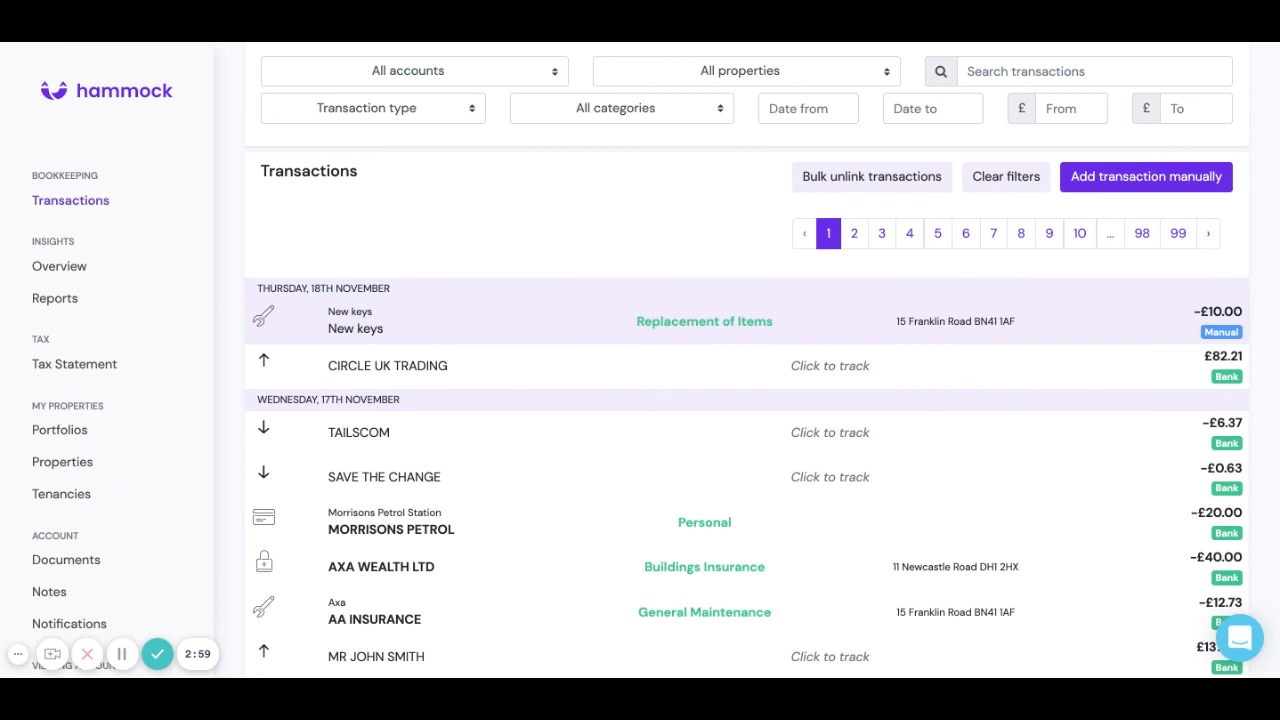 All accounts
All properties
Search transactions
hammock
Transaction type
All categories
Date from
Date to
£
From
£
To
Transactions
Bulk unlink transactions
Clear filters
Add transaction manually
BOOKKEEPING
Transactions
‹ 1 2 3 4 5 6 7 8 9 10 ... 98 99 ›
INSIGHTS
Overview
Reports
TAX
Tax Statement
MY PROPERTIES
Portfolios
Properties
Tenancies
ACCOUNT
Documents
Notes
Notifications
2:59
THURSDAY, 18TH NOVEMBER
New keys
New keys
Replacement of Items
15 Franklin Road BN41 1AF
-£10.00
Manual
CIRCLE UK TRADING
Click to track
£82.21
Bank
WEDNESDAY, 17TH NOVEMBER
TAILSCOM
Click to track
-£6.37
Bank
SAVE THE CHANGE
Click to track
-£0.63
Bank
Morrisons Petrol Station
MORRISONS PETROL
Personal
-£20.00
Bank
AXA WEALTH LTD
Buildings Insurance
11 Newcastle Road DH1 2HX
-£40.00
Bank
Axa
AA INSURANCE
General Maintenance
15 Franklin Road BN41 1AF
-£12.73
MR JOHN SMITH
Click to track
Bank